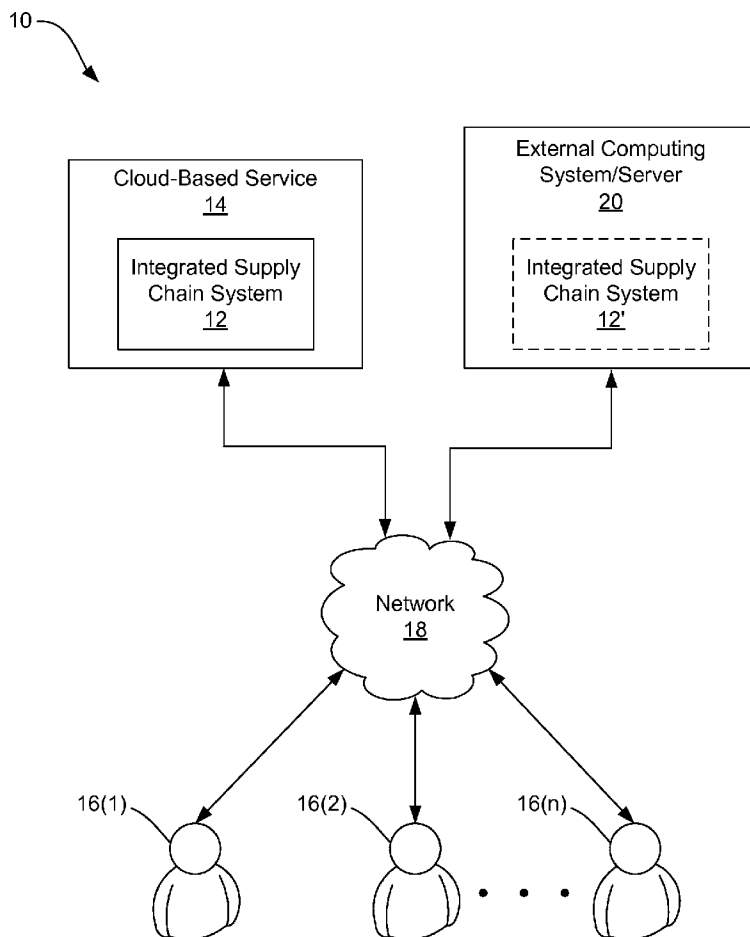 10
Cloud-Based Service
14
Integrated Supply
Chain System
12
External Computing
System/Server
20
Integrated Supply
Chain System
12'
Network
18
16(1)
16(2)
16(n)